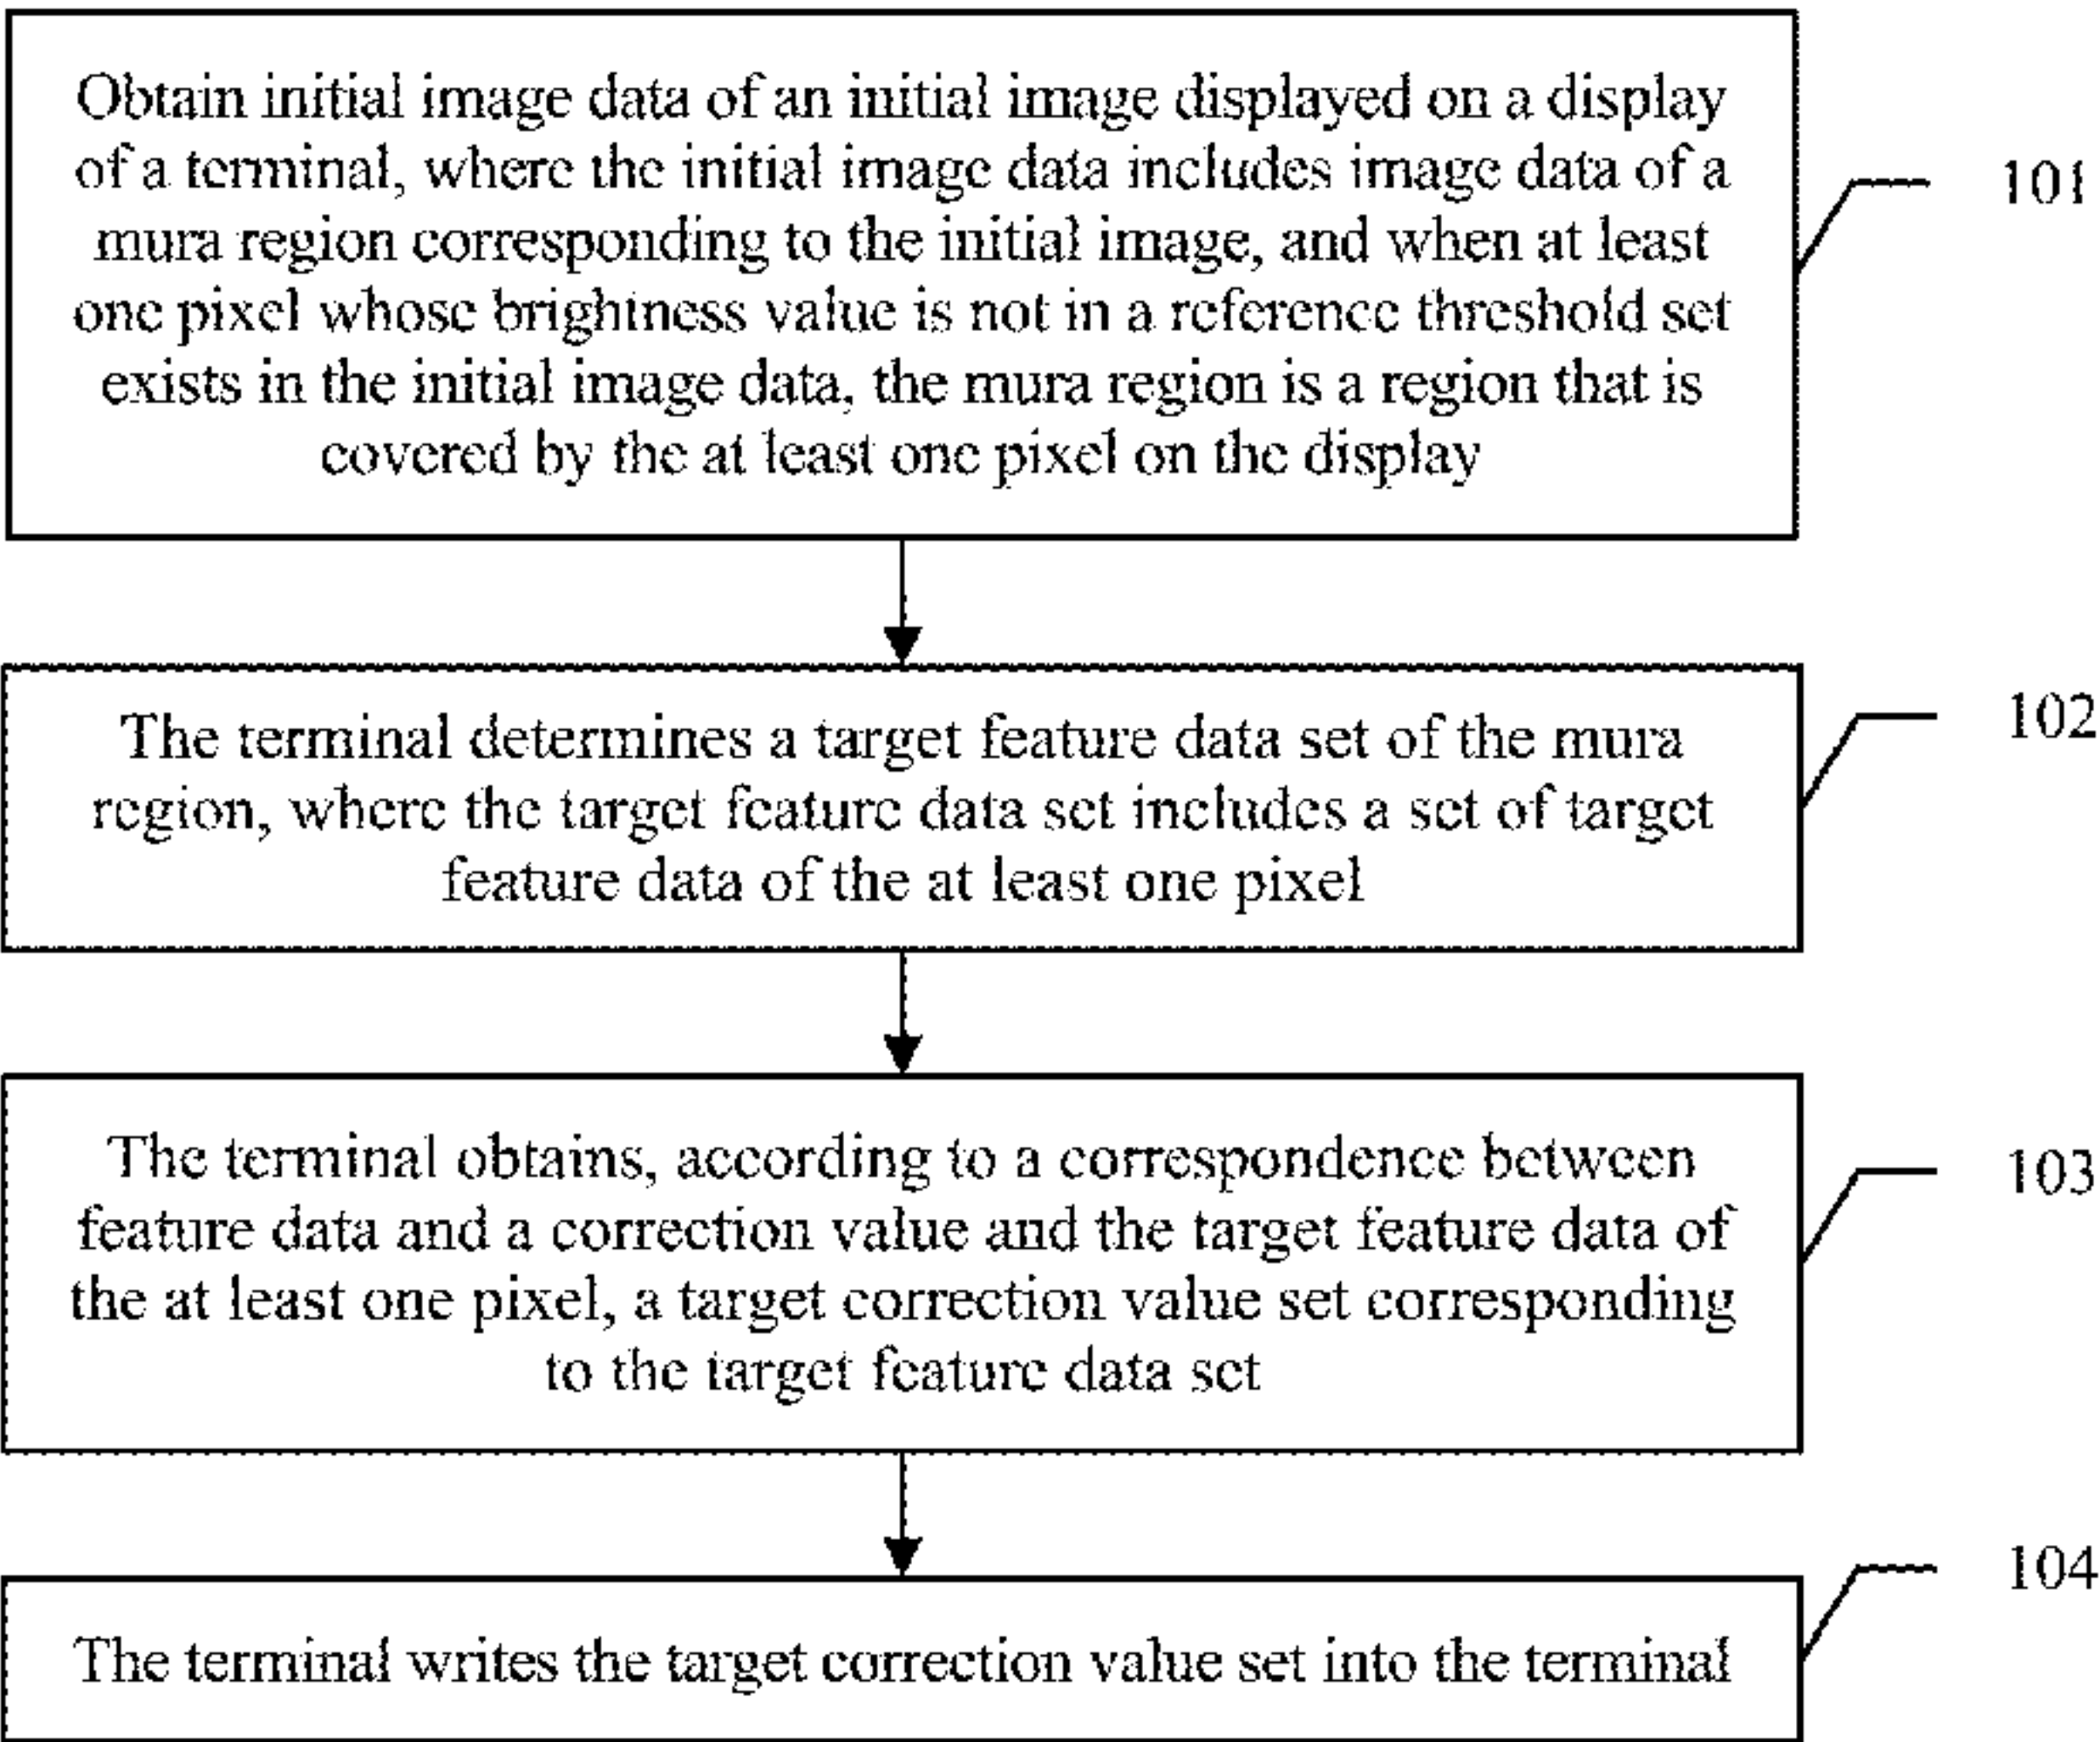 Obtain initial image data of an initial image displayed on a display
of a terminal, where the initial image data includes image data of a
mura region corresponding to the initial image, and when at least
one pixel whose brightness value is not in a reference threshold set
exists in the initial image data, the mura region is a region that is
covered by the at least one pixel on the display
101
The terminal determines a target feature data set of the mura
region, where the target feature data set includes a set of target
feature data of the at least one pixel
102
The terminal obtains, according to a correspondence between
feature data and a correction value and the target feature data of
the at least one pixel, a target correction value set corresponding
to the target feature data set
103
The terminal writes the target correction value set into the terminal
104